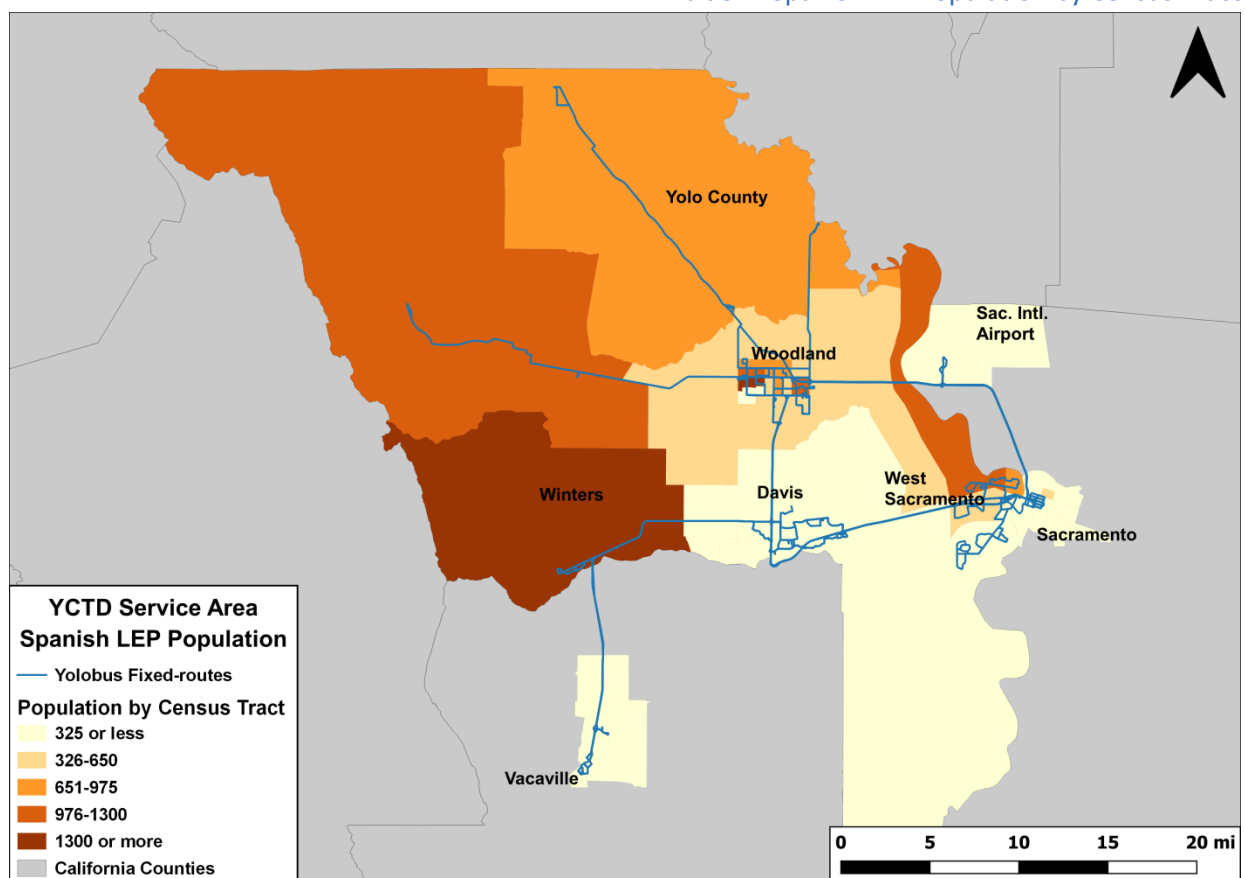 Yolo County
Sac. Intl.
Airport
Woodland
Winters
Davis
West
Sacramento
Sacramento
Vacaville
YCTD Service Area
Spanish LEP Population
Yolobus Fixed-routes
Population by Census Tract
325 or less
326-650
651-975
976-1300
1300 or more
California Counties
0 5 10 15 20 mi